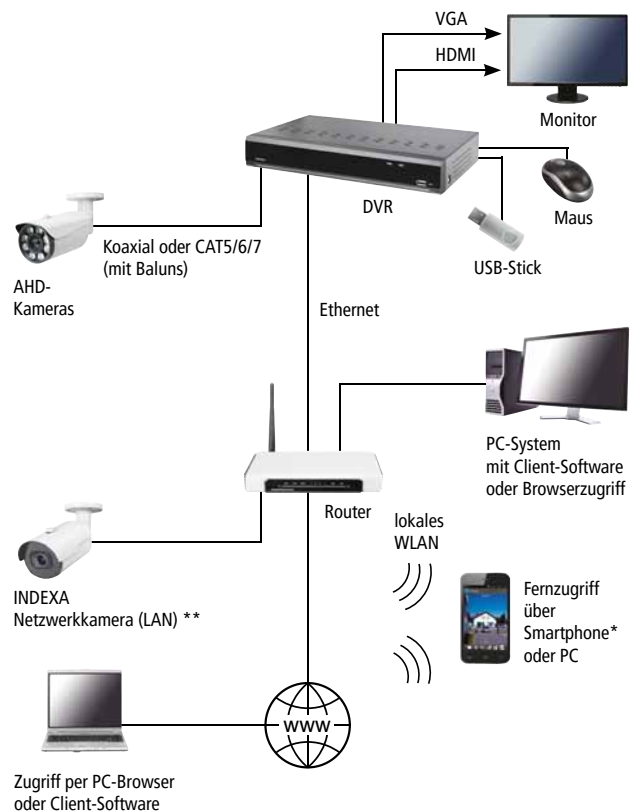 VGA
HDMI
Monitor
DVR
Maus
USB-Stick
Koaxial oder CAT5/6/7
(mit Baluns)
AHD-
Kameras
Ethernet
PC-System
mit Client-Software
oder Browserzugriff
Router
lokales
WLAN
INDEXA
Netzwerkkamera (LAN) **
Fernzugriff
über
Smartphone*
oder PC
www
Zugriff per PC-Browser
oder Client-Software